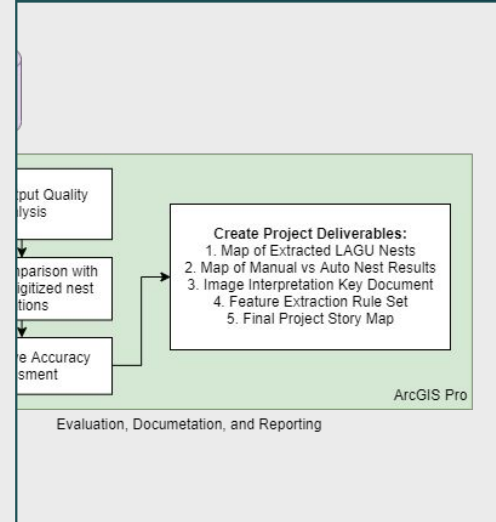 put Quality
lysis
nparison with
igitized nest
tions
e Accuracy
sment
Create Project Deliverables:
1. Map of Extracted LAGU Nests
2. Map of Manual vs Auto Nest Results
3. Image Interpretation Key Document
4. Feature Extraction Rule Set
5. Final Project Story Map
ArcGIS Pro
Evaluation, Documetation, and Reporting